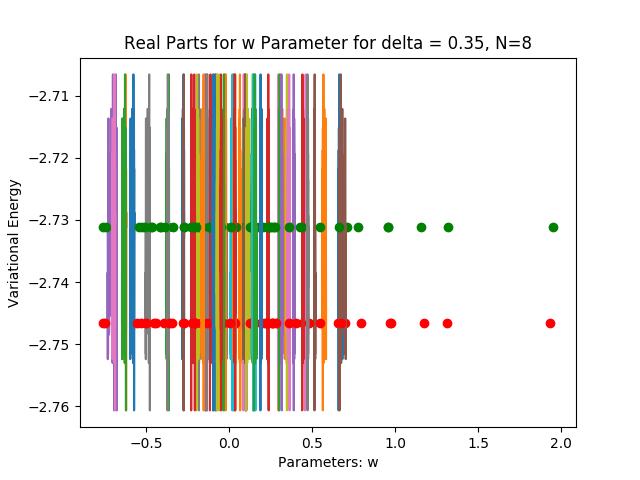 Real Parts for w Parameter for delta = 0.35, N=8
−2.71
−2.72
−2.73
−2.74
−2.75
−2.76
Variational Energy
−0.5 0.0 0.5 1.0 1.5 2.0
Parameters: w